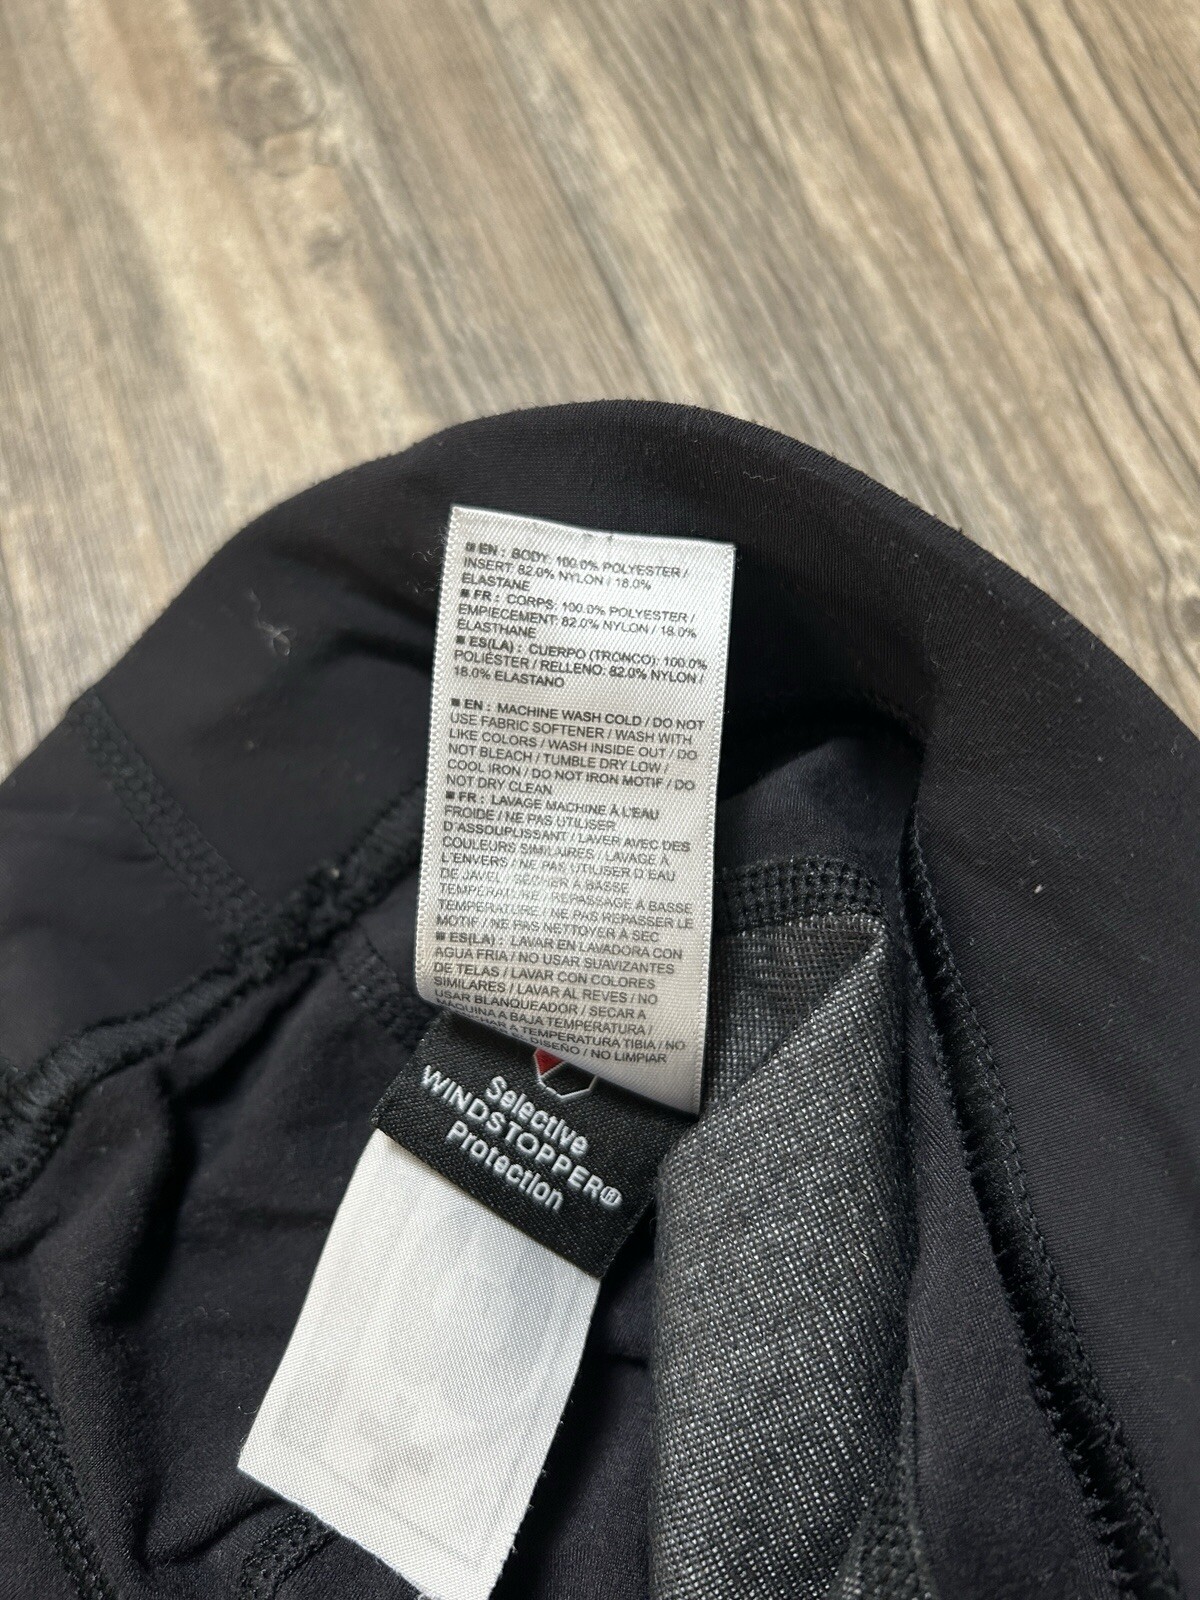 ■ EN : BODY: 100.0% POLYESTER /
INSERT: 82.0% NYLON / 18.0%
ELASTANE
■ FR : CORPS: 100.0% POLYESTER /
EMPIECEMENT: 82.0% NYLON / 18.0%
ELASTHANE
■ ES(LA) : CUERPO (TRONCO): 100.0%
POLIÉSTER / RELLENO: 82.0% NYLON /
18.0% ELASTANO
■ EN : MACHINE WASH COLD / DO NOT
USE FABRIC SOFTENER / WASH WITH
LIKE COLORS / WASH INSIDE OUT / DO
NOT BLEACH / TUMBLE DRY LOW /
COOL IRON / DO NOT IRON MOTIF / DO
NOT DRY CLEAN
■ FR : LAVAGE MACHINE À L'EAU
FROIDE / NE PAS UTILISER
D'ASSOUPLISSANT / LAVER AVEC DES
COULEURS SIMILAIRES / LAVAGE À
L'ENVERS / NE PAS UTILISER D'EAU
DE JAVEL / SÉCHER À BASSE
TEMPÉRATURE / REPASSAGE À BASSE
TEMPÉRATURE / NE PAS REPASSER LE
MOTIF / NE PAS NETTOYER À SEC
■ ES(LA) : LAVAR EN LAVADORA CON
AGUA FRIA / NO USAR SUAVIZANTES
DE TELAS / LAVAR CON COLORES
SIMILARES / LAVAR AL REVES / NO
USAR BLANQUEADOR / SECAR A
MÁQUINA A BAJA TEMPERATURA /
A TEMPERATURA TIBIA / NO
DISEÑO / NO LIMPIAR
Selective
WINDSTOPPER®
Protection